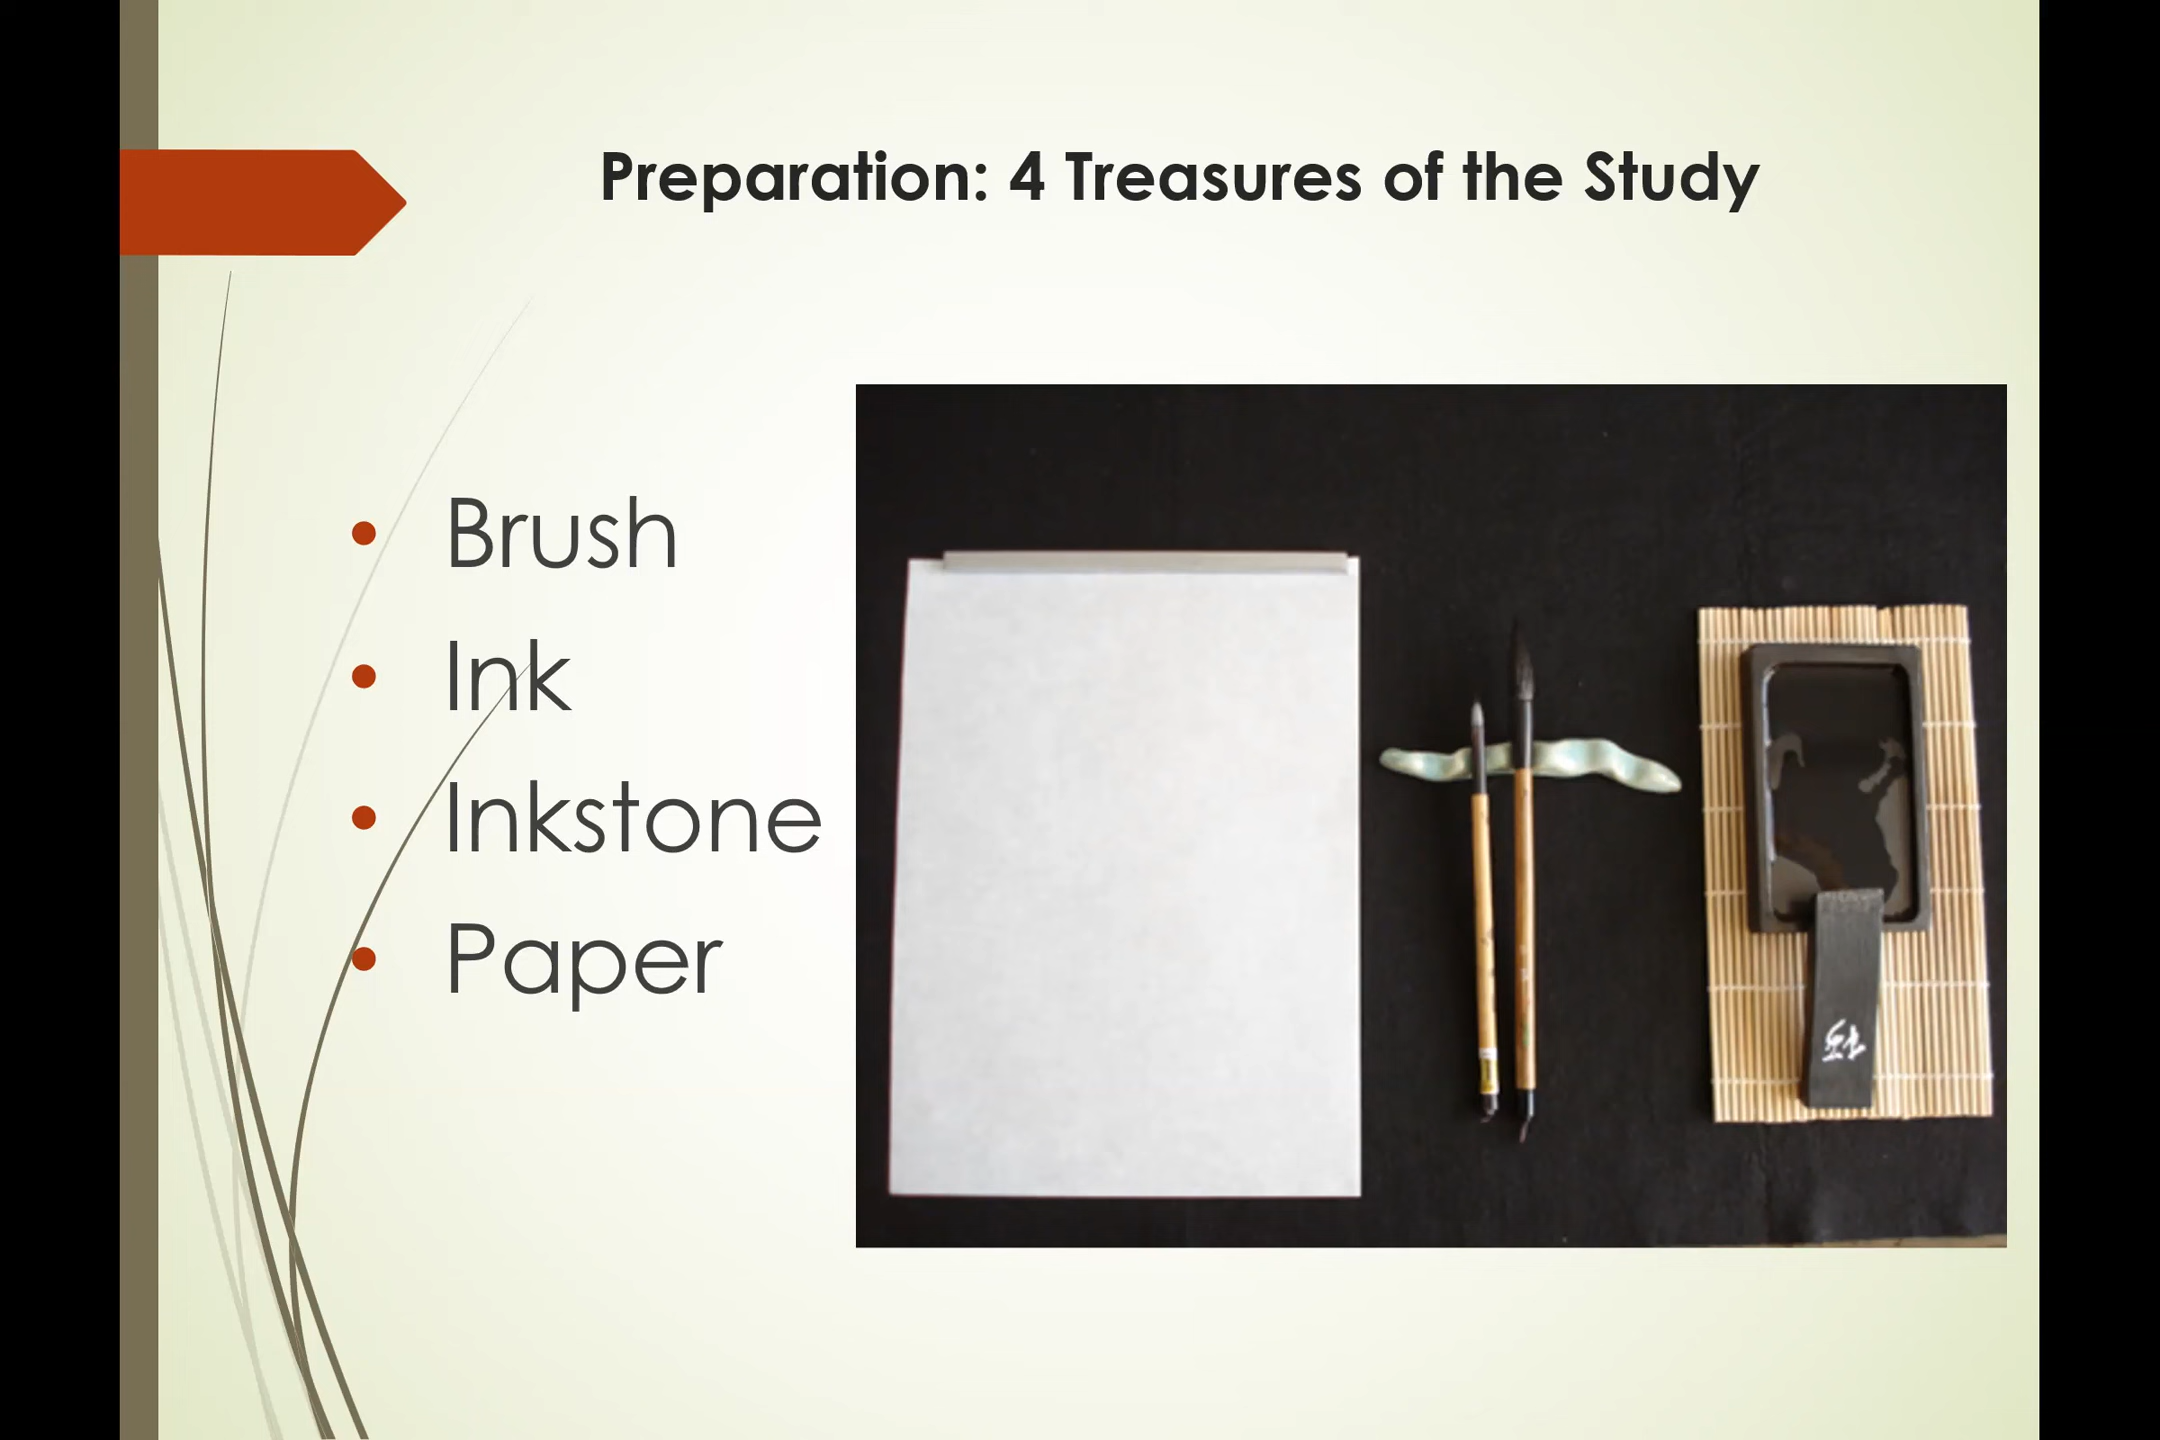 Preparation: 4 Treasures of the Study
Brush
Ink
Inkstone
Paper